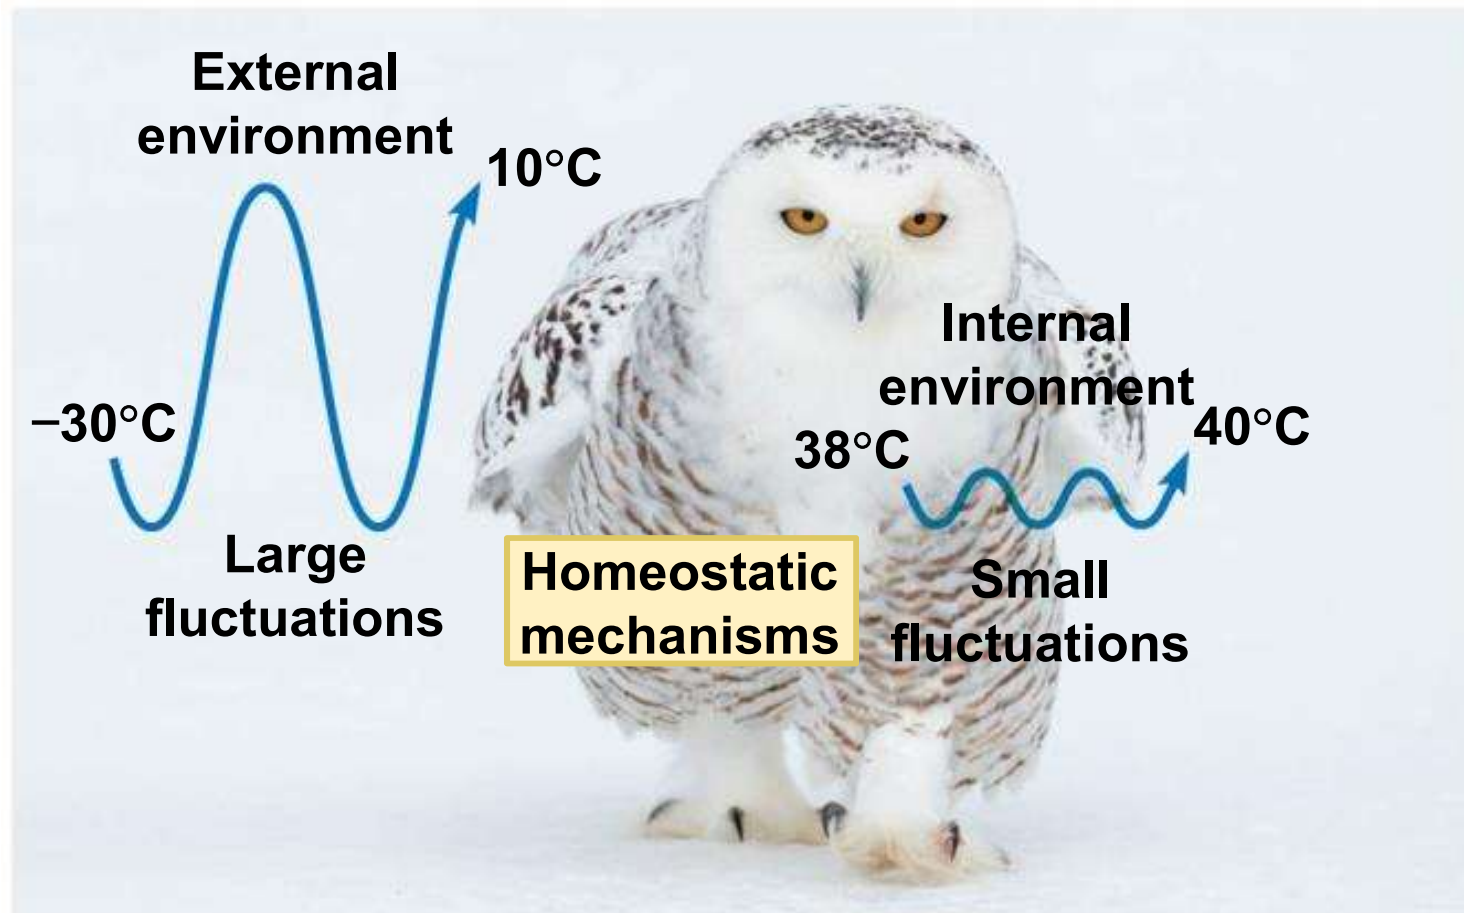 External
environment
10°C
–30°C
Large
fluctuations
Homeostatic
mechanisms
Internal
environment
38°C
40°C
Small
fluctuations